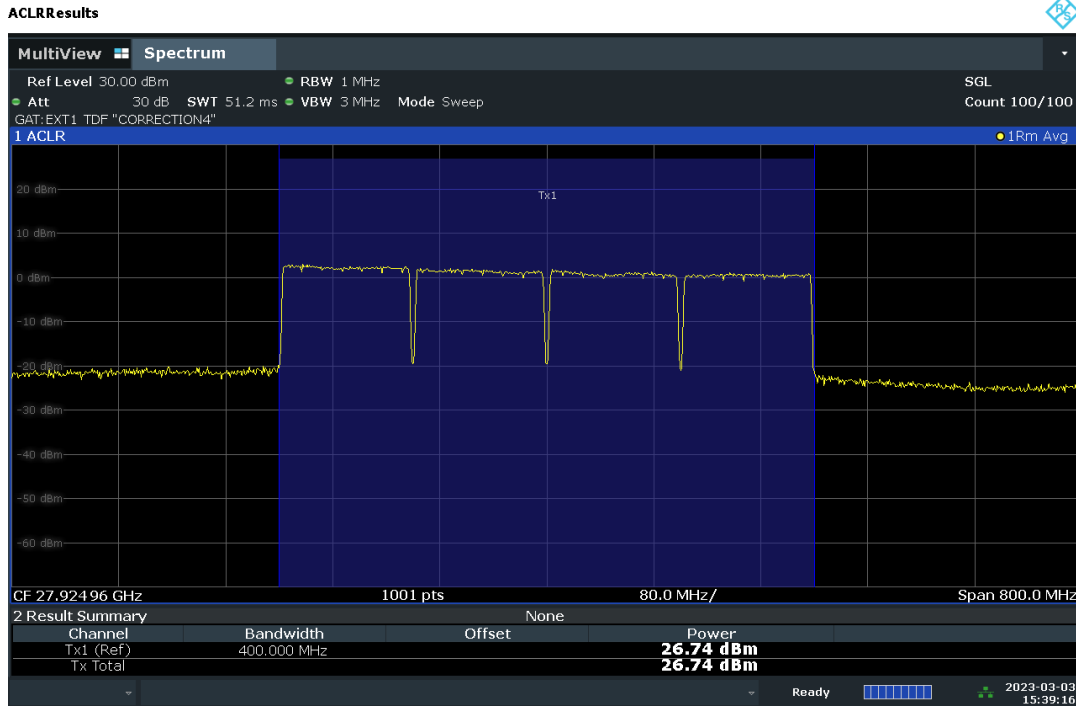 ACLRResults
R&S
MultiView Spectrum
Ref Level 30.00 dBm RBW 1 MHz SGL
Att 30 dB SWT 51.2 ms VBW 3 MHz Mode Sweep Count 100/100
GAT:EXT1 TDF "CORRECTION4"
1 ACLR 1Rm Avg
Tx1
20 dBm
10 dBm
0 dBm
-10 dBm
-20 dBm
-30 dBm
-40 dBm
-50 dBm
-60 dBm
CF 27.92496 GHz 1001 pts 80.0 MHz/ Span 800.0 MHz
2 Result Summary None
Channel Bandwidth Offset Power
Tx1 (Ref) 400.000 MHz 26.74 dBm
Tx Total 26.74 dBm
Ready 2023-03-03
15:39:16